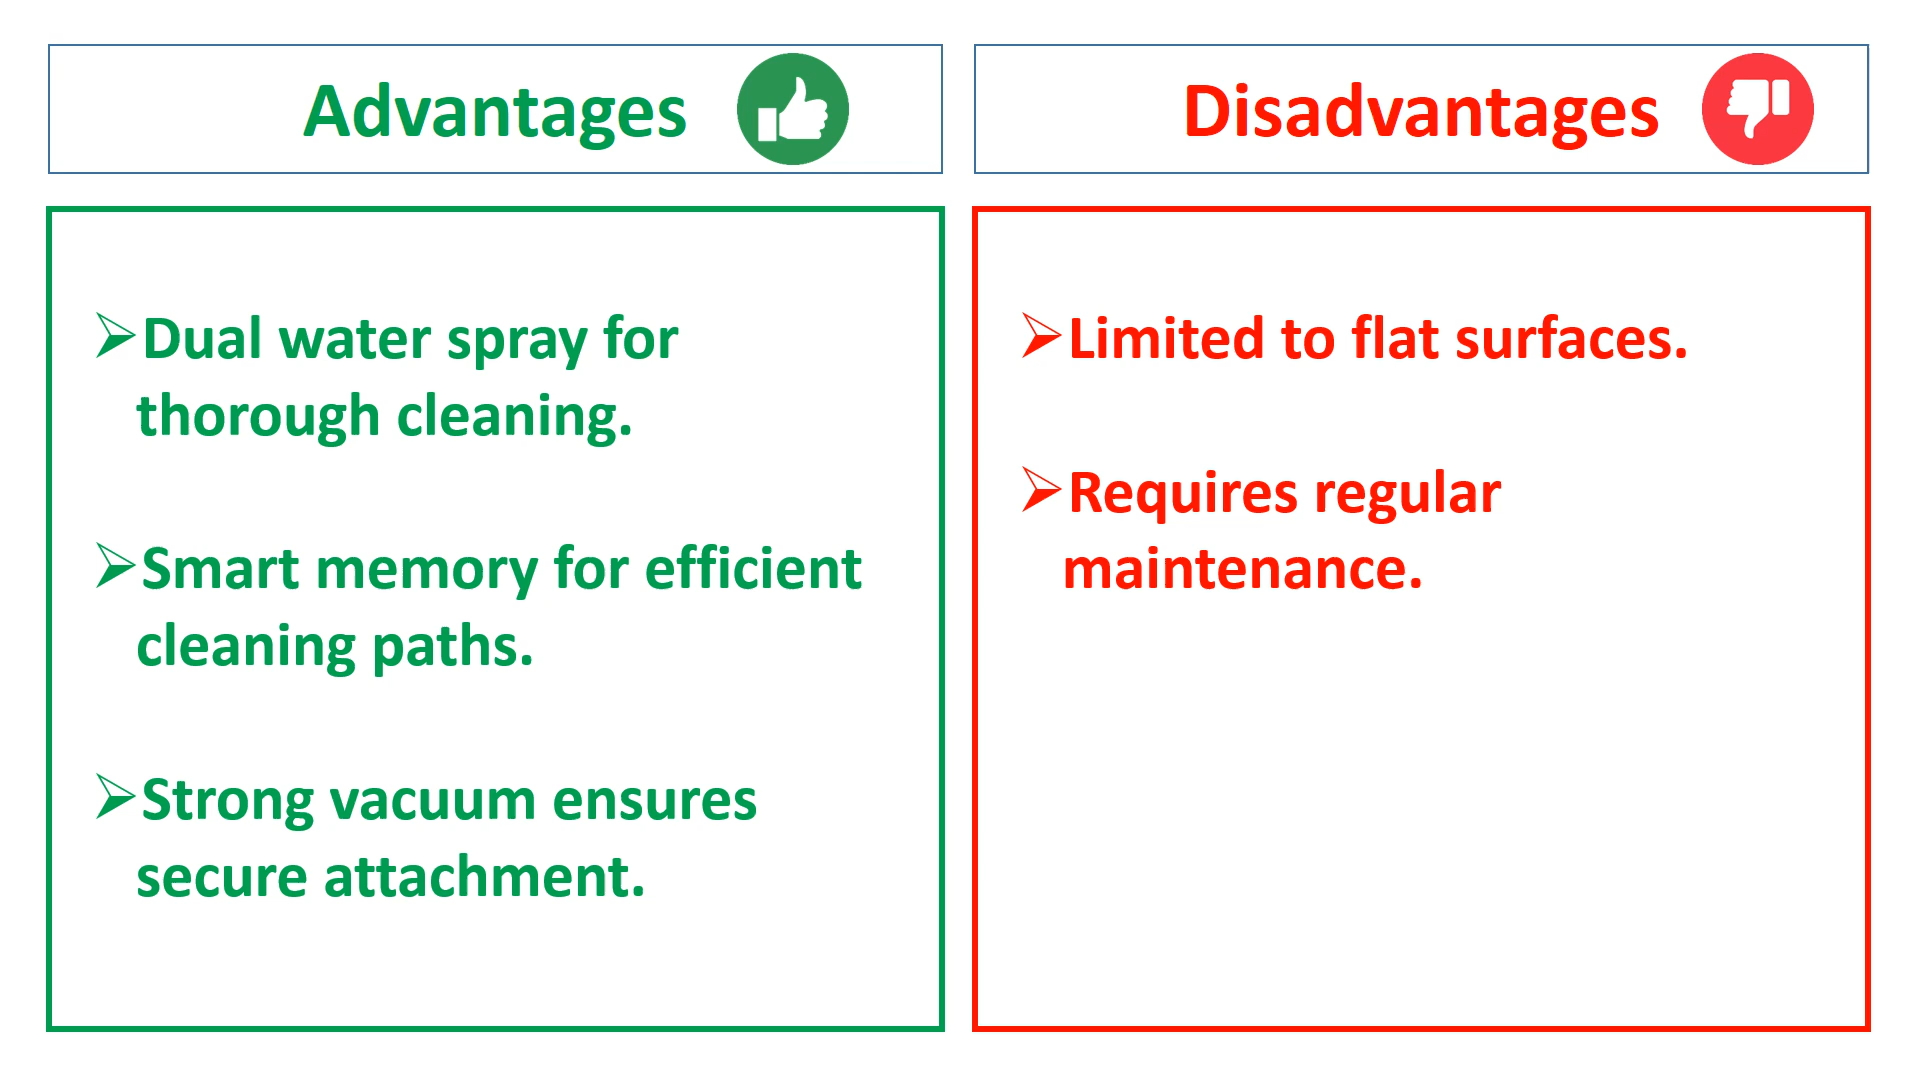 Advantages
Disadvantages
Dual water spray for
thorough cleaning.
Smart memory for efficient
cleaning paths.
Strong vacuum ensures
secure attachment.
Limited to flat surfaces.
Requires regular
maintenance.